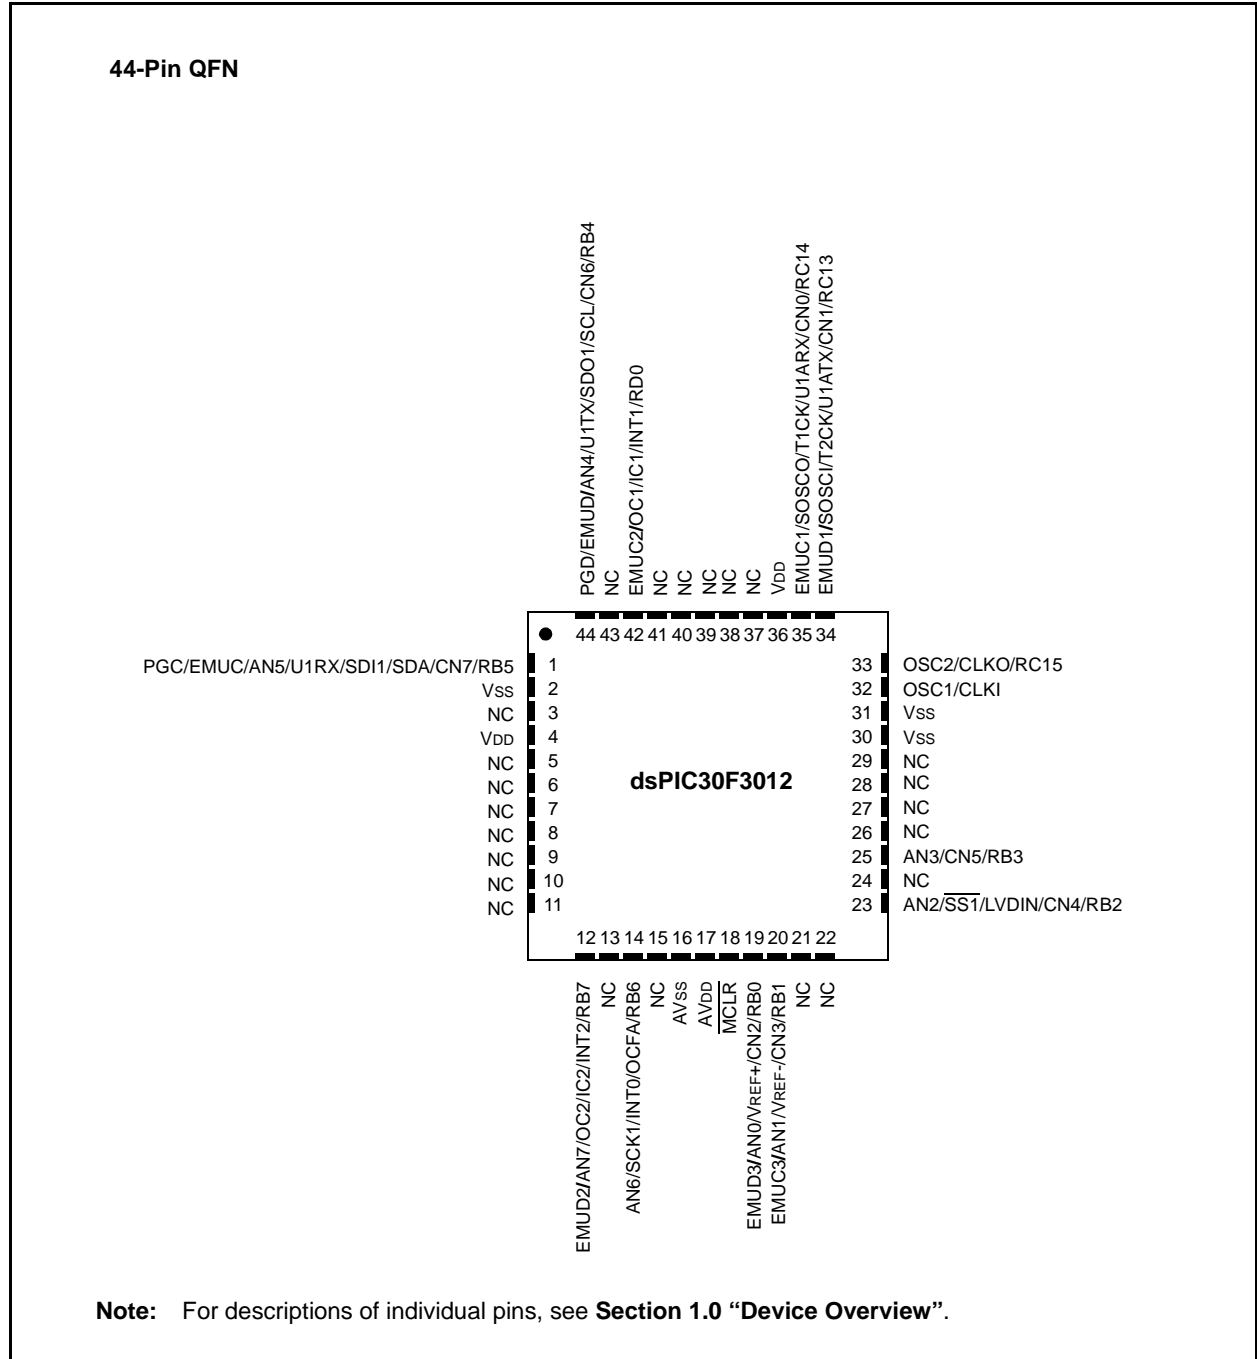 44-Pin QFN
PGD/EMUD/AN4/U1TX/SDO1/SCL/CN6/RB4
NC
EMUC2/OC1/IC1/INT1/RD0
NC
NC
NC
NC
NC
VDD
EMUC1/SOSCO/T1CK/U1ARX/CN0/RC14
EMUD1/SOSCI/T2CK/U1ATX/CN1/RC13
44 43 42 41 40 39 38 37 36 35 34
PGC/EMUC/AN5/U1RX/SDI1/SDA/CN7/RB5 1
VSS 2
NC 3
VDD 4
NC 5
NC 6
NC 7
NC 8
NC 9
NC 10
NC 11
dsPIC30F3012
33 OSC2/CLKO/RC15
32 OSC1/CLKI
31 VSS
30 VSS
29 NC
28 NC
27 NC
26 NC
25 AN3/CN5/RB3
24 NC
23 AN2/SS1/LVDIN/CN4/RB2
12 13 14 15 16 17 18 19 20 21 22
EMUD2/AN7/OC2/IC2/INT2/RB7
NC
AN6/SCK1/INT0/OCFA/RB6
NC
AVSS
AVDD
MCLR
EMUD3/AN0/VREF+/CN2/RB0
EMUC3/AN1/VREF-/CN3/RB1
NC
NC
Note: For descriptions of individual pins, see Section 1.0 “Device Overview”.